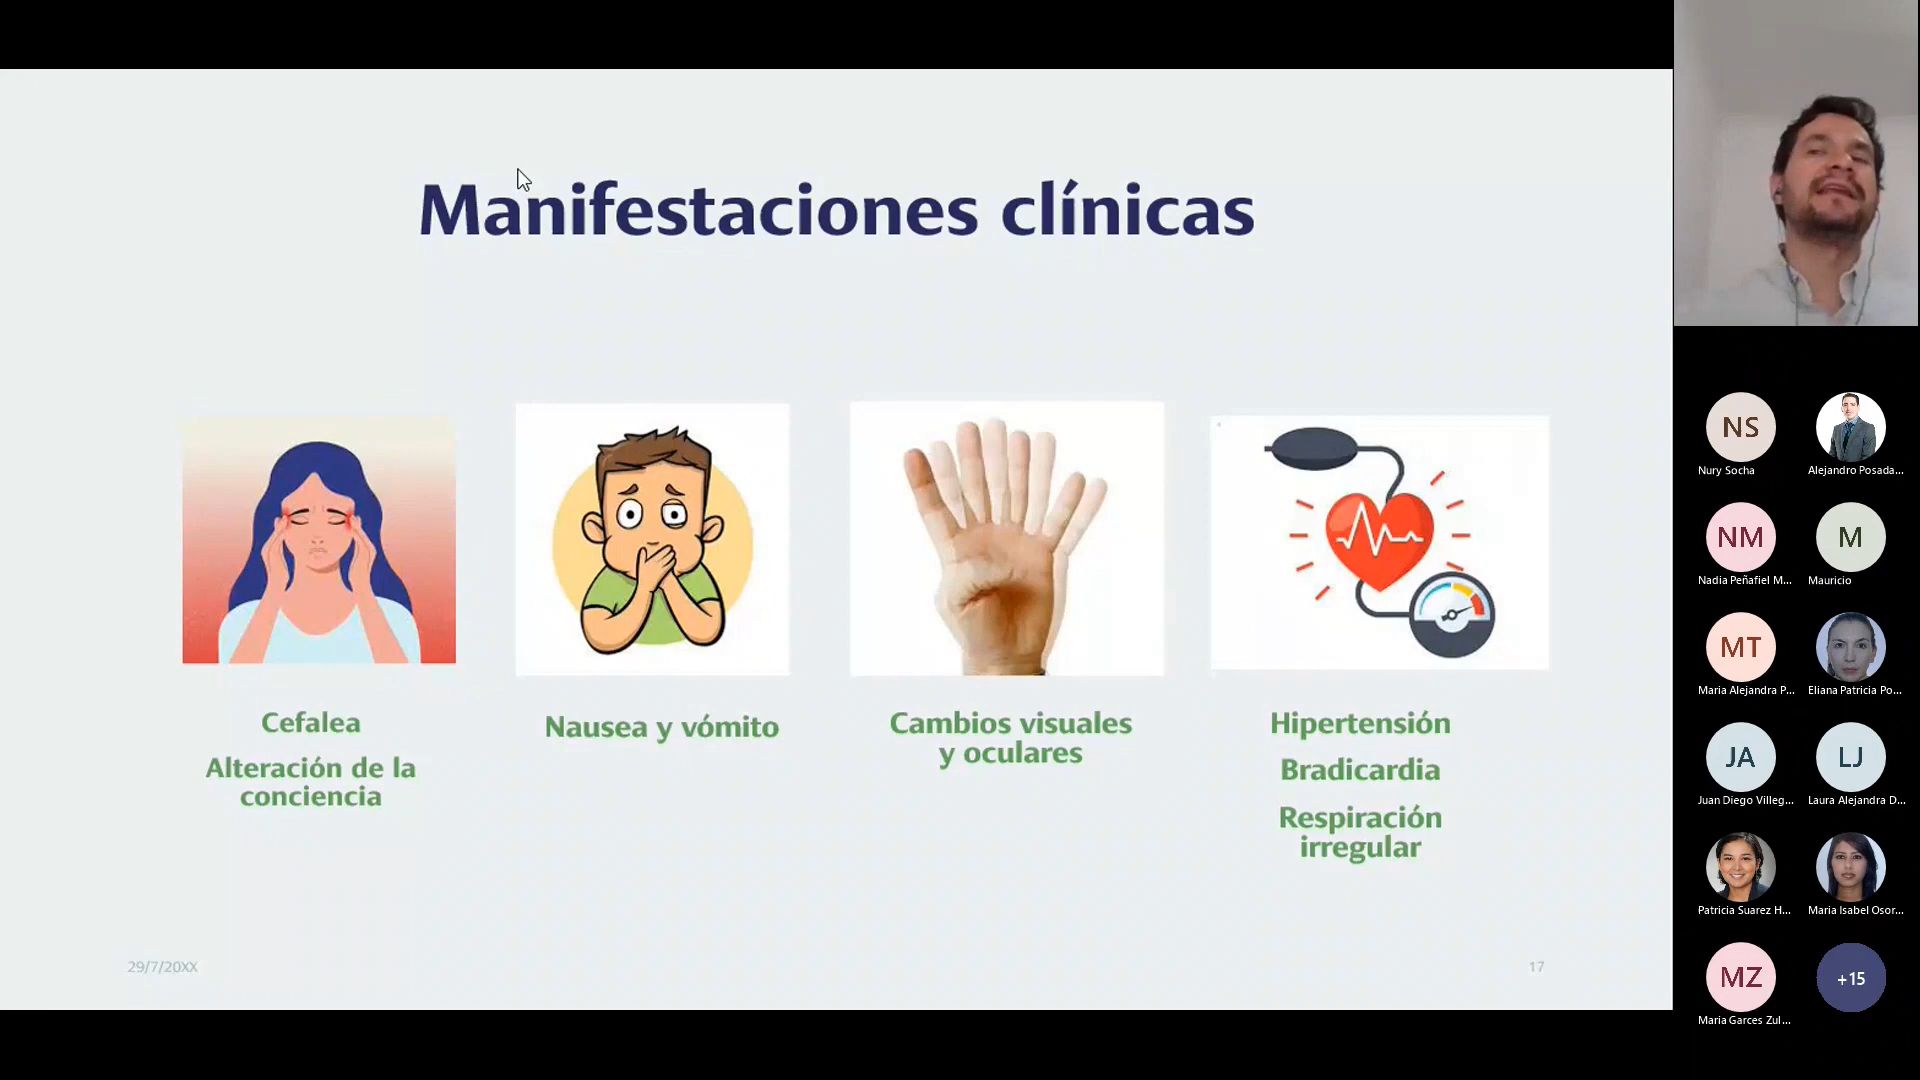 Manifestaciones clínicas
Cefalea
Alteración de la
conciencia
Nausea y vómito
Cambios visuales
y oculares
Hipertensión
Bradicardia
Respiración
irregular
29/7/20XX
17
NS
Nury Socha
Alejandro Posada...
NM
Nadia Peñafiel M...
M
Mauricio
MT
Maria Alejandra P...
Eliana Patricia Po...
JA
Juan Diego Villeg...
LJ
Laura Alejandra D...
Patricia Suarez H...
Maria Isabel Osor...
MZ
Maria Garces Zul...
+15